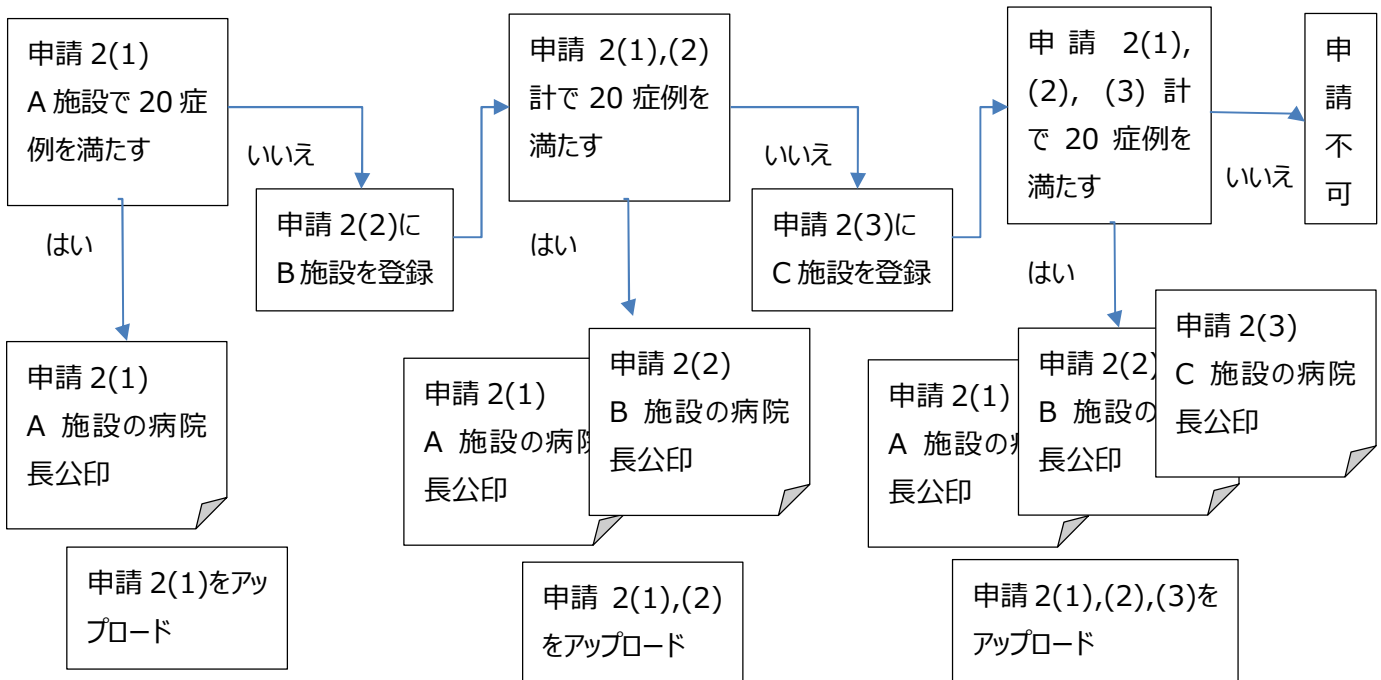 申請 2(1)
A 施設で 20 症
例を満たす
いいえ
はい
申請 2(2)に
B 施設を登録
申請 2(1),(2)
計で 20 症例を
満たす
いいえ
はい
申請 2(3)に
C 施設を登録
申請 2(1),
(2), (3) 計
で 20 症例を
満たす
いいえ
はい
申
請
不
可
申請 2(1)
A 施設の病院
長公印
申請 2(1)をアッ
プロード
申請 2(1)
A 施設の病院
長公印
申請 2(2)
B 施設の病院
長公印
申請 2(1),(2)
をアップロード
申請 2(1)
A 施設の
長公印
申請 2(2)
B 施設の
長公印
申請 2(3)
C 施設の病院
長公印
申請 2(1),(2),(3)を
アップロード